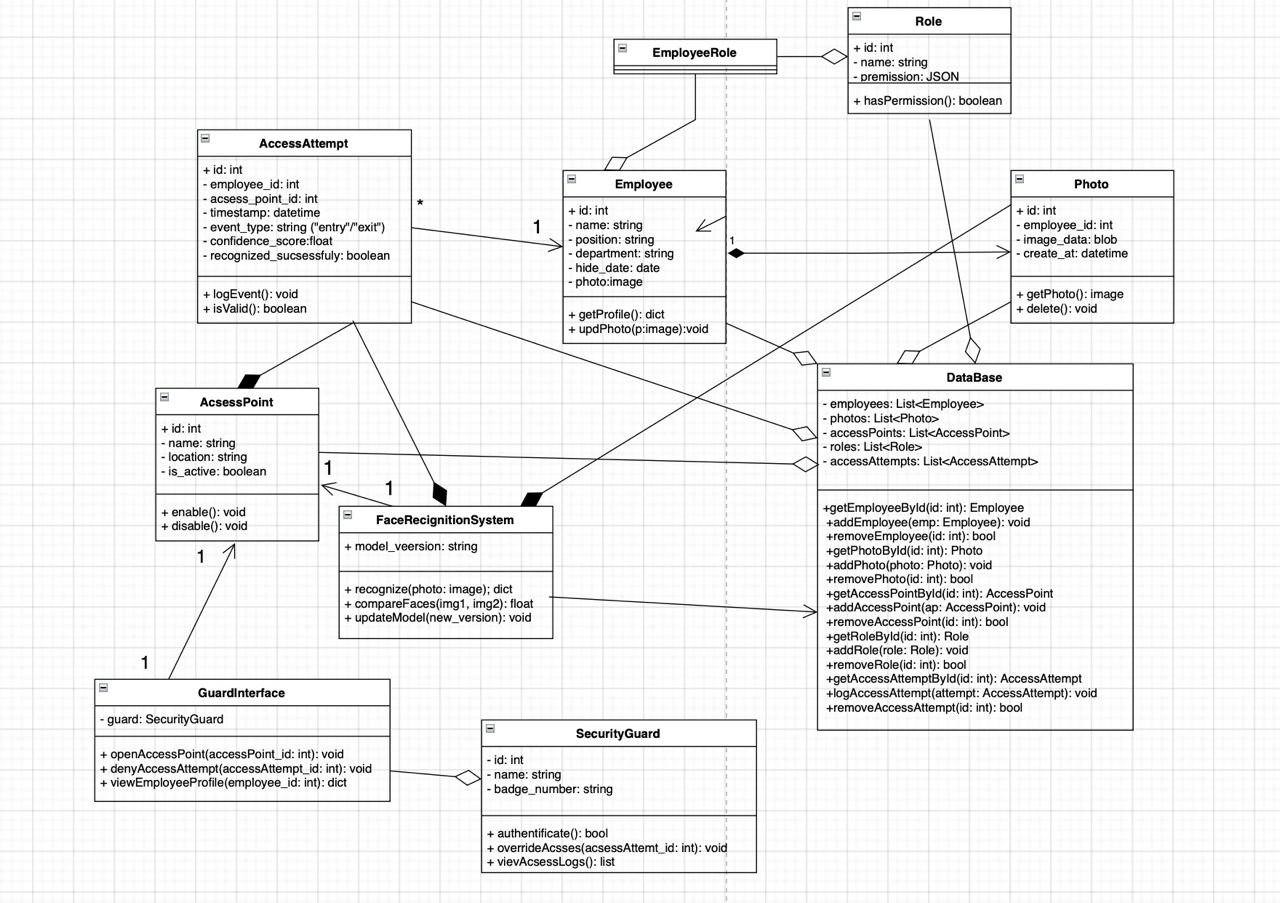 Role
+ id: int
- name: string
- premission: JSON
+ hasPermission(): boolean
EmployeeRole
AccessAttempt
+ id: int
- employee_id: int
- acsess_point_id: int
- timestamp: datetime
- event_type: string ("entry"/"exit")
- confidence_score:float
- recognized_sucsessfuly: boolean
+ logEvent(): void
+ isValid(): boolean
*
1
Employee
+ id: int
- name: string
- position: string
- department: string
- hide_date: date
- photo:image
+ getProfile(): dict
+ updPhoto(p:image):void
1
Photo
+ id: int
- employee_id: int
- image_data: blob
- create_at: datetime
+ getPhoto(): image
+ delete(): void
AcsessPoint
+ id: int
- name: string
- location: string
- is_active: boolean
+ enable(): void
+ disable(): void
1
1
1
1
FaceRecignitionSystem
+ model_veersion: string
+ recognize(photo: image); dict
+ compareFaces(img1, img2): float
+ updateModel(new_version): void
DataBase
- employees: List<Employee>
- photos: List<Photo>
- accessPoints: List<AccessPoint>
- roles: List<Role>
- accessAttempts: List<AccessAttempt>
+getEmployeeById(id: int): Employee
+addEmployee(emp: Employee): void
+removeEmployee(id: int): bool
+getPhotoById(id: int): Photo
+addPhoto(photo: Photo): void
+removePhoto(id: int): bool
+getAccessPointById(id: int): AccessPoint
+addAccessPoint(ap: AccessPoint): void
+removeAccessPoint(id: int): bool
+getRoleById(id: int): Role
+addRole(role: Role): void
+removeRole(id: int): bool
+getAccessAttemptById(id: int): AccessAttempt
+logAccessAttempt(attempt: AccessAttempt): void
+removeAccessAttempt(id: int): bool
GuardInterface
- guard: SecurityGuard
+ openAccessPoint(accessPoint_id: int): void
+ denyAccessAttempt(accessAttempt_id: int): void
+ viewEmployeeProfile(employee_id: int): dict
SecurityGuard
- id: int
- name: string
- badge_number: string
+ authentificate(): bool
+ overrideAcsses(acsessAttemt_id: int): void
+ vievAcsessLogs(): list